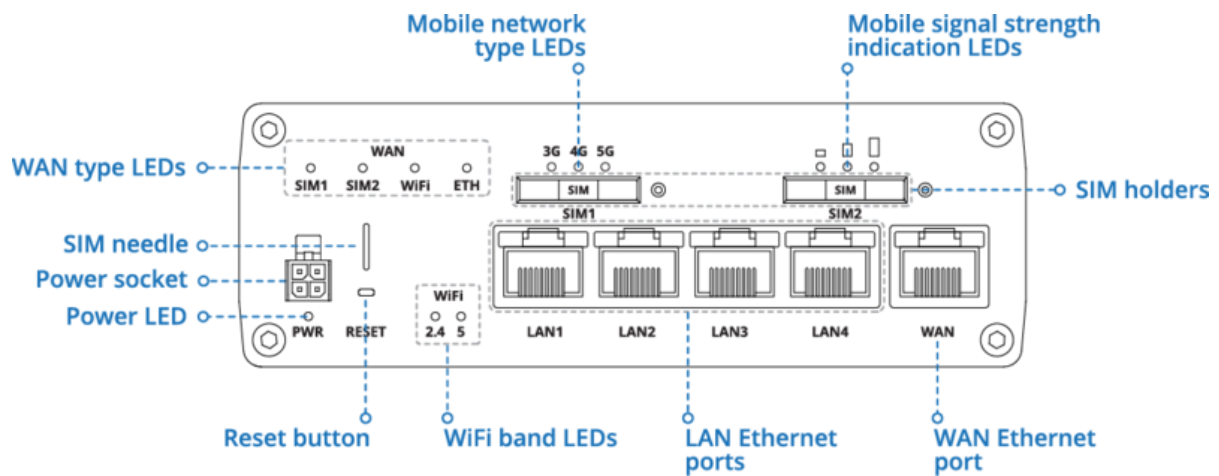 Mobile network
type LEDs
Mobile signal strength
indication LEDs
WAN type LEDs
WAN
SIM1 SIM2 WiFi ETH
3G 4G 5G
SIM
SIM1
SIM
SIM2
SIM holders
SIM needle
Power socket
Power LED
PWR
RESET
WiFi
2.4 5
LAN1 LAN2 LAN3 LAN4 WAN
Reset button
WiFi band LEDs
LAN Ethernet
ports
WAN Ethernet
port